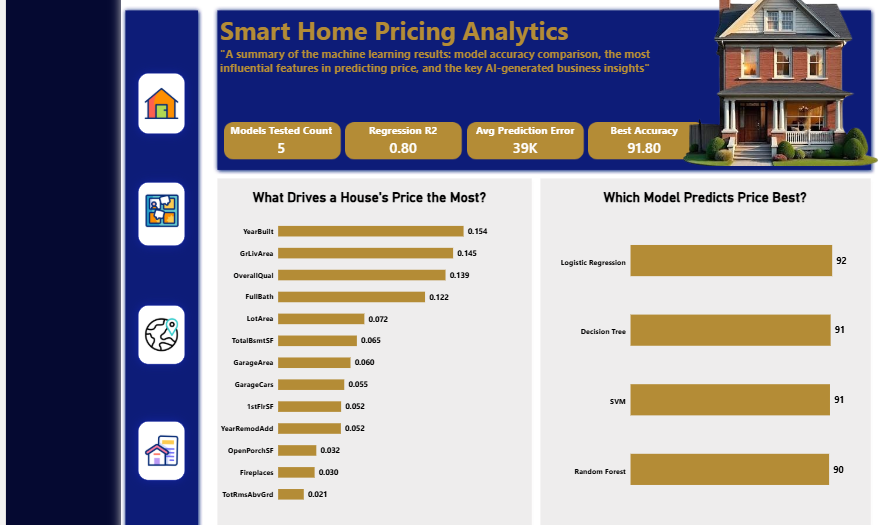 Smart Home Pricing Analytics
"A summary of the machine learning results: model accuracy comparison, the most
influential features in predicting price, and the key AI-generated business insights"
Models Tested Count
5
Regression R2
0.80
Avg Prediction Error
39K
Best Accuracy
91.80
What Drives a House's Price the Most?
YearBuilt 0.154
GrLivArea 0.145
OverallQual 0.139
FullBath 0.122
LotArea 0.072
TotalBsmtSF 0.065
GarageArea 0.060
GarageCars 0.055
1stFlrSF 0.052
YearRemodAdd 0.052
OpenPorchSF 0.032
Fireplaces 0.030
TotRmsAbvGrd 0.021
Which Model Predicts Price Best?
Logistic Regression 92
Decision Tree 91
SVM 91
Random Forest 90